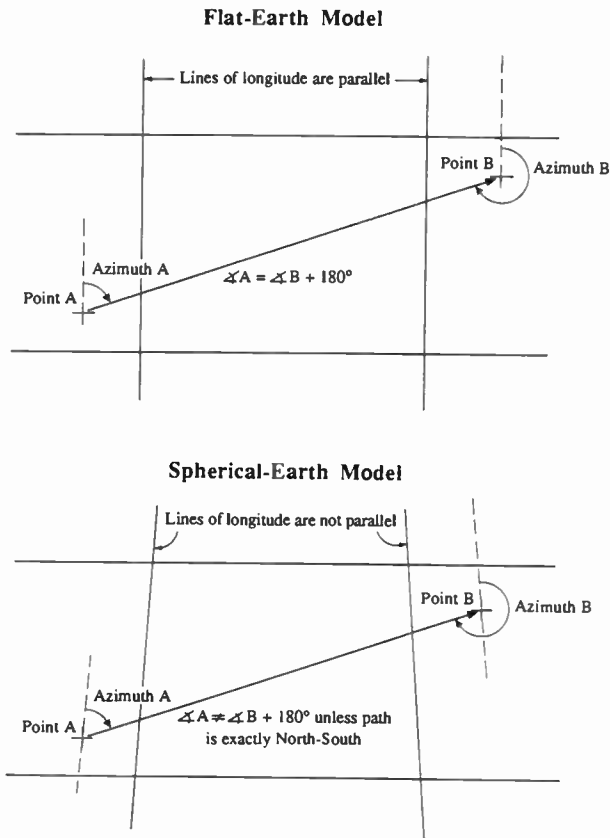 Flat-Earth Model
Lines of longitude are parallel
Point B
Azimuth B
Azimuth A
∡A = ∡B + 180°
Point A
Spherical-Earth Model
Lines of longitude are not parallel
Point B
Azimuth B
Azimuth A
∡A ≠ ∡B + 180° unless path
is exactly North-South
Point A